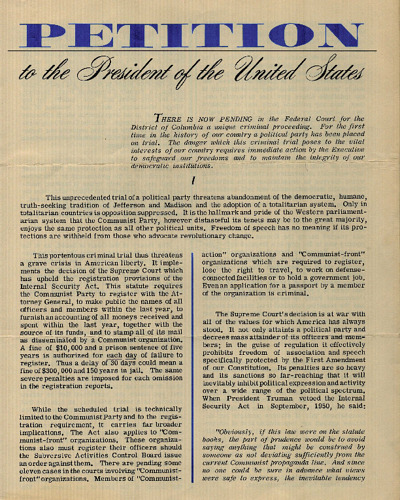 PETITION
to the President of the United States
THERE IS NOW PENDING in the Federal Court for the
District of Columbia a unique criminal proceeding. For the first
time in the history of our country a political party has been placed
on trial. The danger which this criminal trial poses to the vital
interests of our country requires immediate action by the Executive
to safeguard our freedoms and to maintain the integrity of our
democratic institutions.
I
This unprecedented trial of a political party threatens abandonment of the democratic, humane,
truth-seeking tradition of Jefferson and Madison and the adoption of a totalitarian system. Only in
totalitarian countries is opposition suppressed. It is the hallmark and pride of the Western parliament-
arian system that the Communist Party, however distasteful its tenets may be to the great majority,
enjoys the same protection as all other political units. Freedom of speech has no meaning if its pro-
tections are withheld from those who advocate revolutionary change.
This portentous criminal trial thus threatens
a grave crisis in American liberty. It imple-
ments the decision of the Supreme Court which
has upheld the registration provisions of the
Internal Security Act. This statute requires
the Communist Party to register with the At-
torney General, to make public the names of all
officers and members within the last year, to
furnish an accounting of all moneys received and
spent within the last year, together with the
source of its funds, and to stamp all of its mail
as disseminated by a Communist organization.
A fine of $10,000 and a prison sentence of five
years is authorized for each day of failure to
register. Thus a delay of 30 days could mean a
fine of $300,000 and 150 years in jail. The same
severe penalties are imposed for each omission
in the registration reports.
While the scheduled trial is technically
limited to the Communist Party and to the regis-
tration requirement, it carries far broader
implications. The Act also applies to "Com-
munist-front" organizations. These organiza-
tions also must register their officers should
the Subversive Activities Control Board issue
an order against them. There are pending some
eleven cases in the courts involving "Communist-
front" organizations. Members of "Communist-
action" organizations and "Communist-front"
organizations which are required to register,
lose the right to travel, to work on defense-
connected facilities or to hold a government job.
Even an application for a passport by a member
of the organization is criminal.
The Supreme Court's decision is at war with
all of the values for which America has always
stood. It not only attaints a political party and
decrees mass attainder of its officers and mem-
bers; in the guise of regulation it effectively
prohibits freedom of association and speech
specifically protected by the First Amendment
of our Constitution. Its penalties are so heavy
and its sanctions so far-reaching that it will
inevitably inhibit political expression and activity
over a wide range of the political spectrum.
When President Truman vetoed the Internal
Security Act in September, 1950, he said:
"Obviously, if this law were on the statute
books, the part of prudence would be to avoid
saying anything that might be construed by
someone as not deviating sufficiently from the
current Communist propaganda line. And since
no one could be sure in advance what views
were safe to express, the inevitable tendency